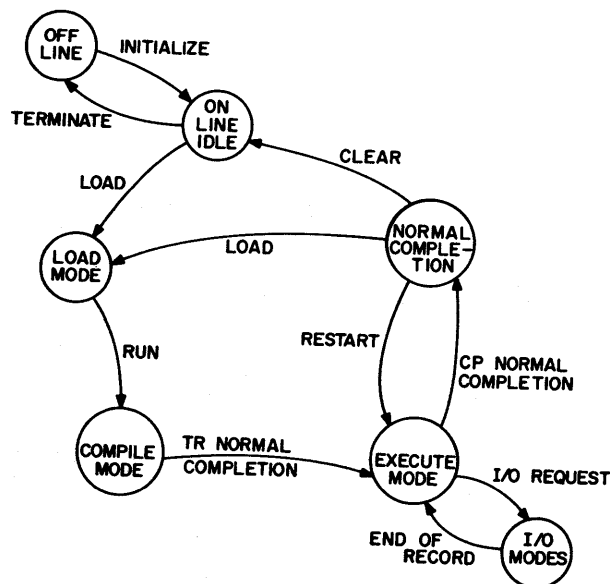 OFF
LINE
INITIALIZE
TERMINATE
ON
LINE
IDLE
CLEAR
LOAD
NORMAL
COMPLE-
TION
LOAD
MODE
LOAD
RESTART
CP NORMAL
COMPLETION
RUN
COMPILE
MODE
TR NORMAL
COMPLETION
EXECUTE
MODE
I/O REQUEST
END OF
RECORD
I/O
MODES